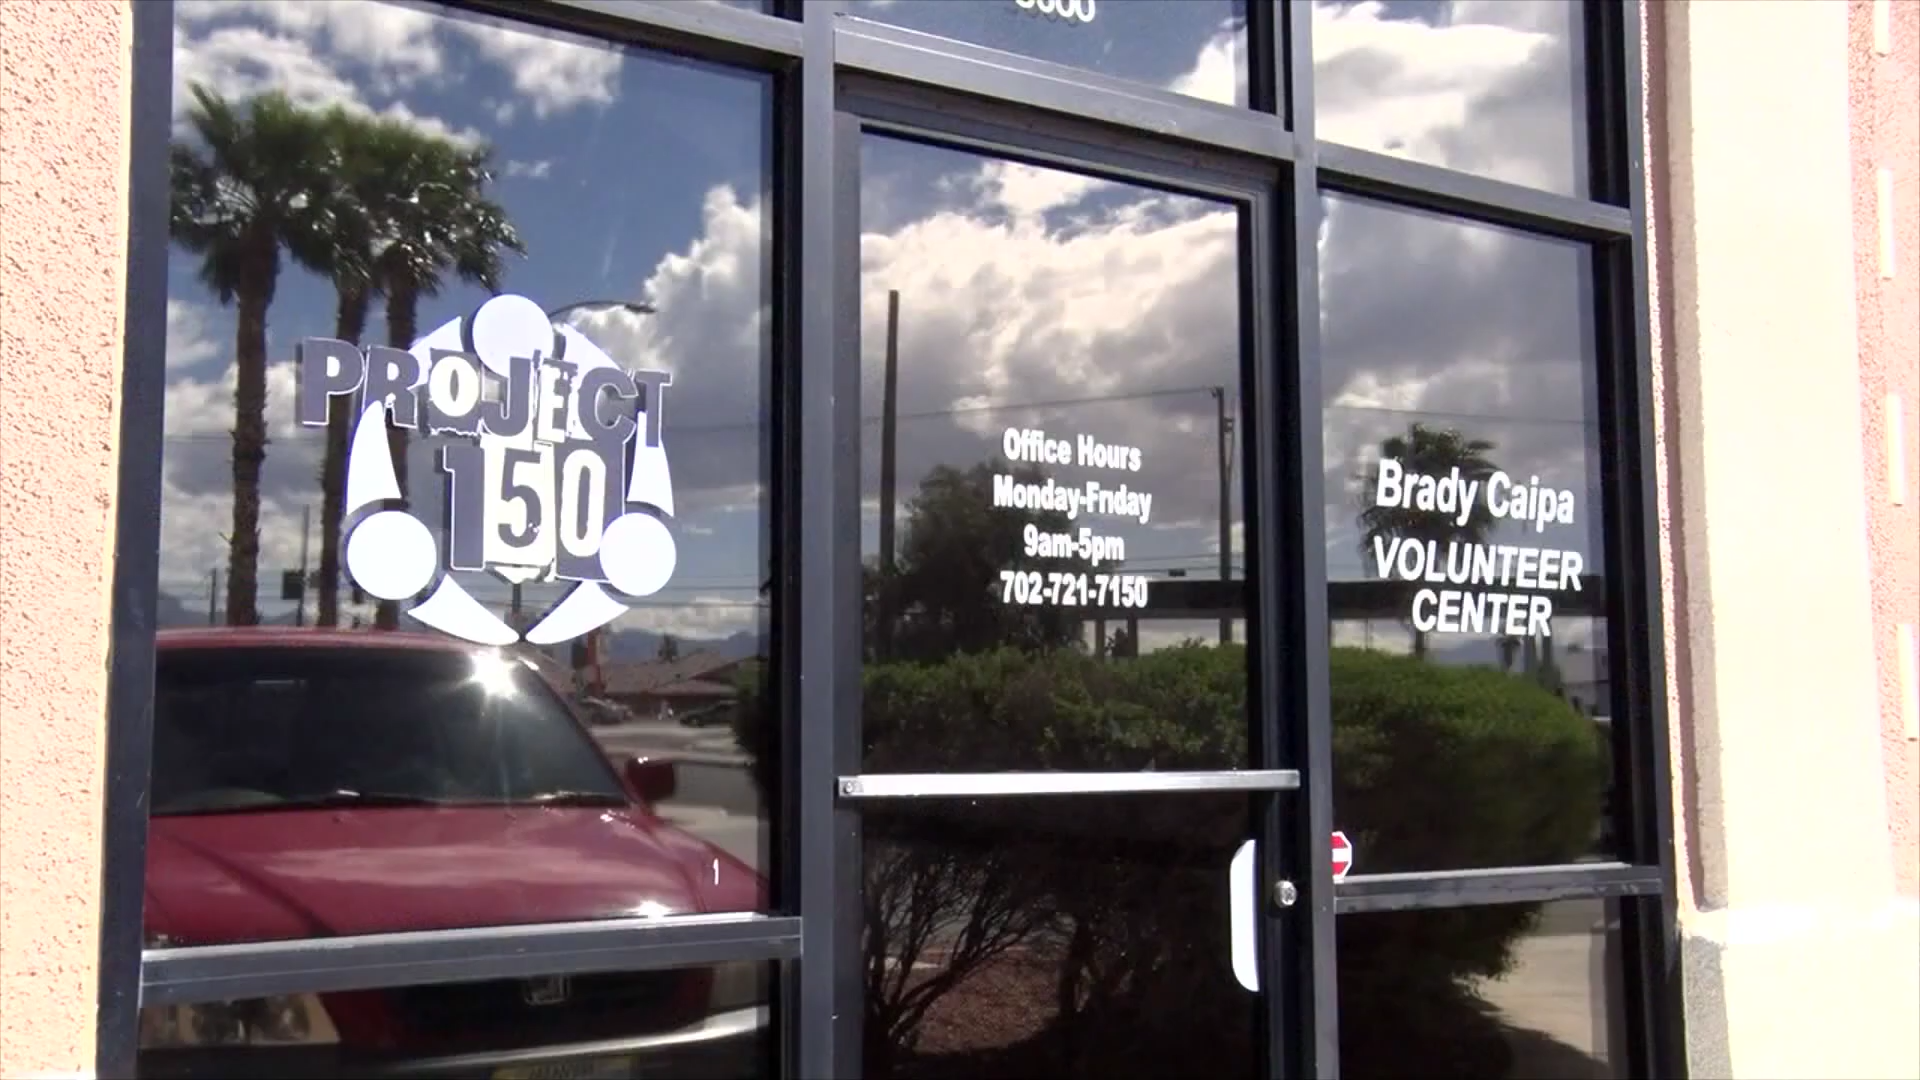 PROJECT
150
Office Hours
Monday-Friday
9am-5pm
702-721-7150
Brady Caipa
VOLUNTEER
CENTER